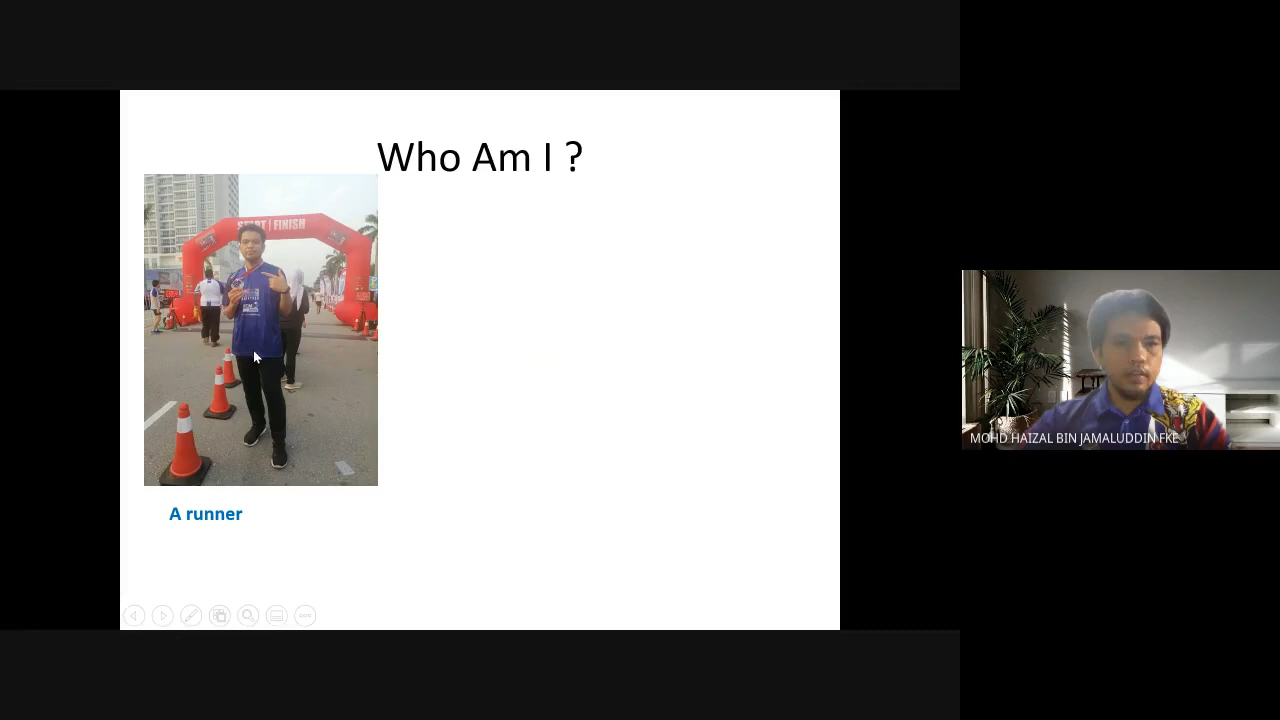 Who Am I ?
START | FINISH
A runner
MOHD HAIZAL BIN JAMALUDDIN FKE